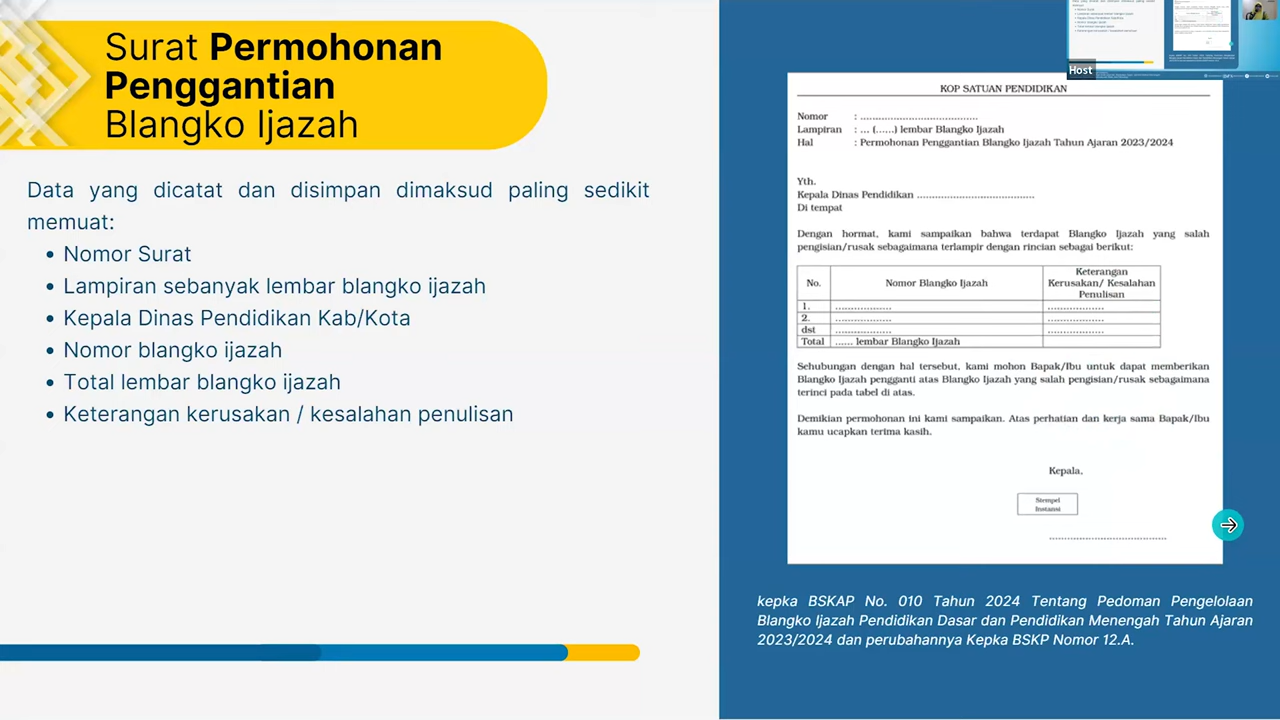 Surat Permohonan
Penggantian
Blangko Ijazah
Data yang dicatat dan disimpan dimaksud paling sedikit
memuat:
• Nomor Surat
• Lampiran sebanyak lembar blangko ijazah
• Kepala Dinas Pendidikan Kab/Kota
• Nomor blangko ijazah
• Total lembar blangko ijazah
• Keterangan kerusakan / kesalahan penulisan
Host
KOP SATUAN PENDIDIKAN
Nomor : ....................................
Lampiran : ... (......) lembar Blangko Ijazah
Hal : Permohonan Penggantian Blangko Ijazah Tahun Ajaran 2023/2024
Yth.
Kepala Dinas Pendidikan ....................................
Di tempat
Dengan hormat, kami sampaikan bahwa terdapat Blangko Ijazah yang salah
pengisian/rusak sebagaimana terlampir dengan rincian sebagai berikut:
No. Nomor Blangko Ijazah Keterangan
Kerusakan/ Kesalahan
Penulisan
1. .................. ..................
2. .................. ..................
dst .................. ..................
Total ...... lembar Blangko Ijazah
Sehubungan dengan hal tersebut, kami mohon Bapak/Ibu untuk dapat memberikan
Blangko Ijazah pengganti atas Blangko Ijazah yang salah pengisian/rusak sebagaimana
terinci pada tabel di atas.
Demikian permohonan ini kami sampaikan. Atas perhatian dan kerja sama Bapak/Ibu
kamu ucapkan terima kasih.
Kepala,
Stempel
Instansi
....................................
kepka BSKAP No. 010 Tahun 2024 Tentang Pedoman Pengelolaan
Blangko Ijazah Pendidikan Dasar dan Pendidikan Menengah Tahun Ajaran
2023/2024 dan perubahannya Kepka BSKP Nomor 12.A.